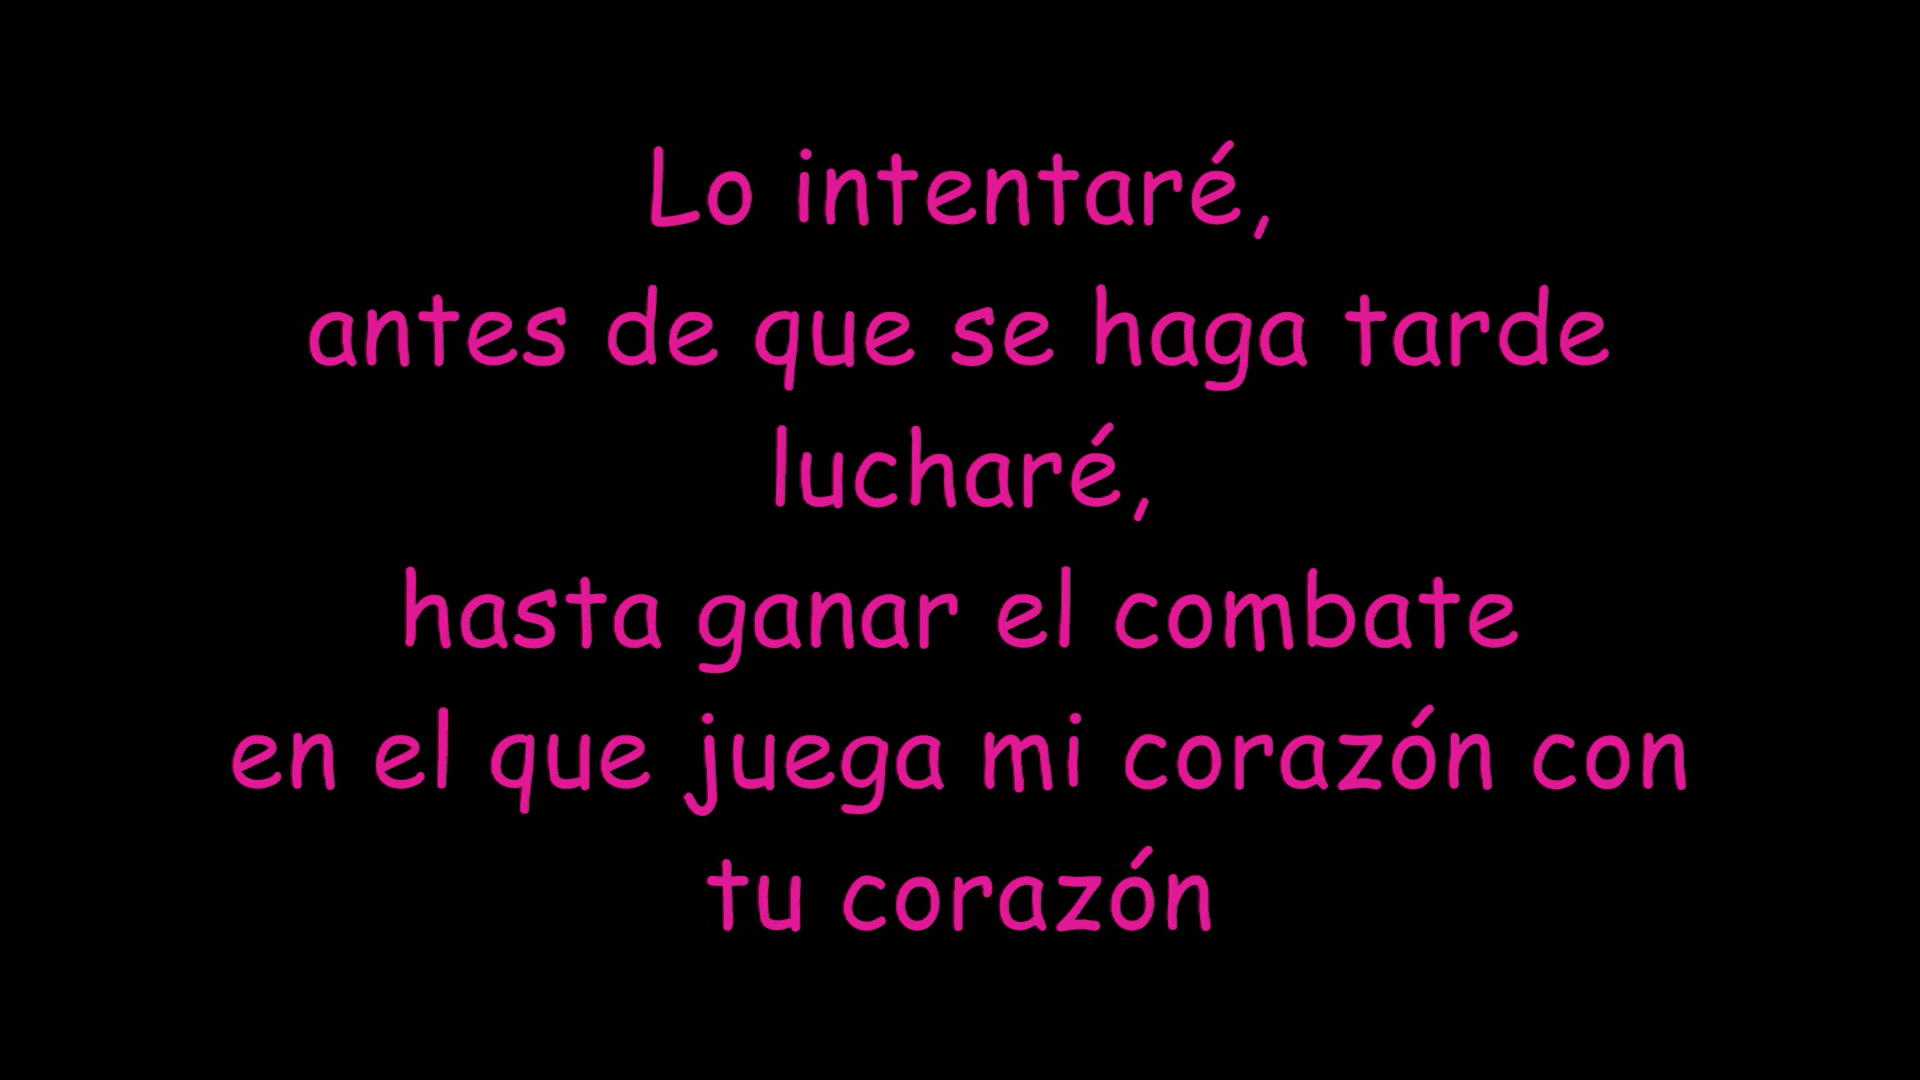 Lo intentaré,
antes de que se haga tarde
lucharé,
hasta ganar el combate
en el que juega mi corazón con
tu corazón